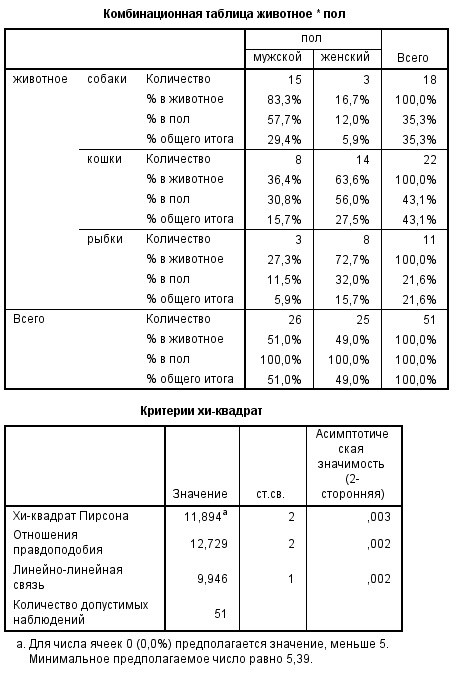 Комбинационная таблица животное * пол
пол
мужской женский Всего
животное собаки Количество 15 3 18
% в животное 83,3% 16,7% 100,0%
% в пол 57,7% 12,0% 35,3%
% общего итога 29,4% 5,9% 35,3%
кошки Количество 8 14 22
% в животное 36,4% 63,6% 100,0%
% в пол 30,8% 56,0% 43,1%
% общего итога 15,7% 27,5% 43,1%
рыбки Количество 3 8 11
% в животное 27,3% 72,7% 100,0%
% в пол 11,5% 32,0% 21,6%
% общего итога 5,9% 15,7% 21,6%
Всего Количество 26 25 51
% в животное 51,0% 49,0% 100,0%
% в пол 100,0% 100,0% 100,0%
% общего итога 51,0% 49,0% 100,0%
Критерии хи-квадрат
Асимптотиче
ская
значимость
(2-
Значение ст.св. сторонняя)
Хи-квадрат Пирсона 11,894a 2 ,003
Отношения
правдоподобия 12,729 2 ,002
Линейно-линейная
связь 9,946 1 ,002
Количество допустимых
наблюдений 51
a. Для числа ячеек 0 (0,0%) предполагается значение, меньше 5.
Минимальное предполагаемое число равно 5,39.